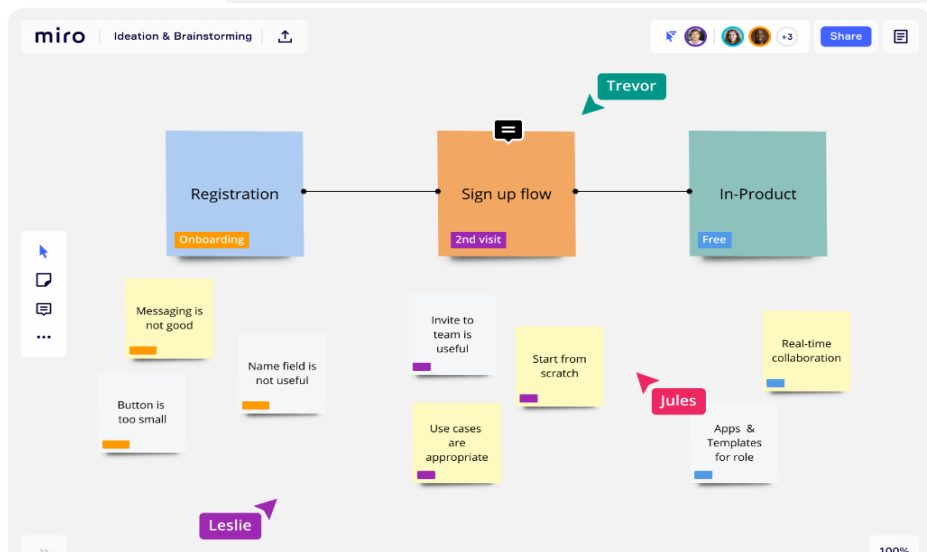 miro
Ideation & Brainstorming
+3
Share
Trevor
Registration
Onboarding
Sign up flow
2nd visit
In-Product
Free
Messaging is
not good
Name field is
not useful
Button is
too small
Invite to
team is
useful
Start from
scratch
Use cases
are
appropriate
Real-time
collaboration
Apps & 
Templates
for role
Jules
Leslie
100%